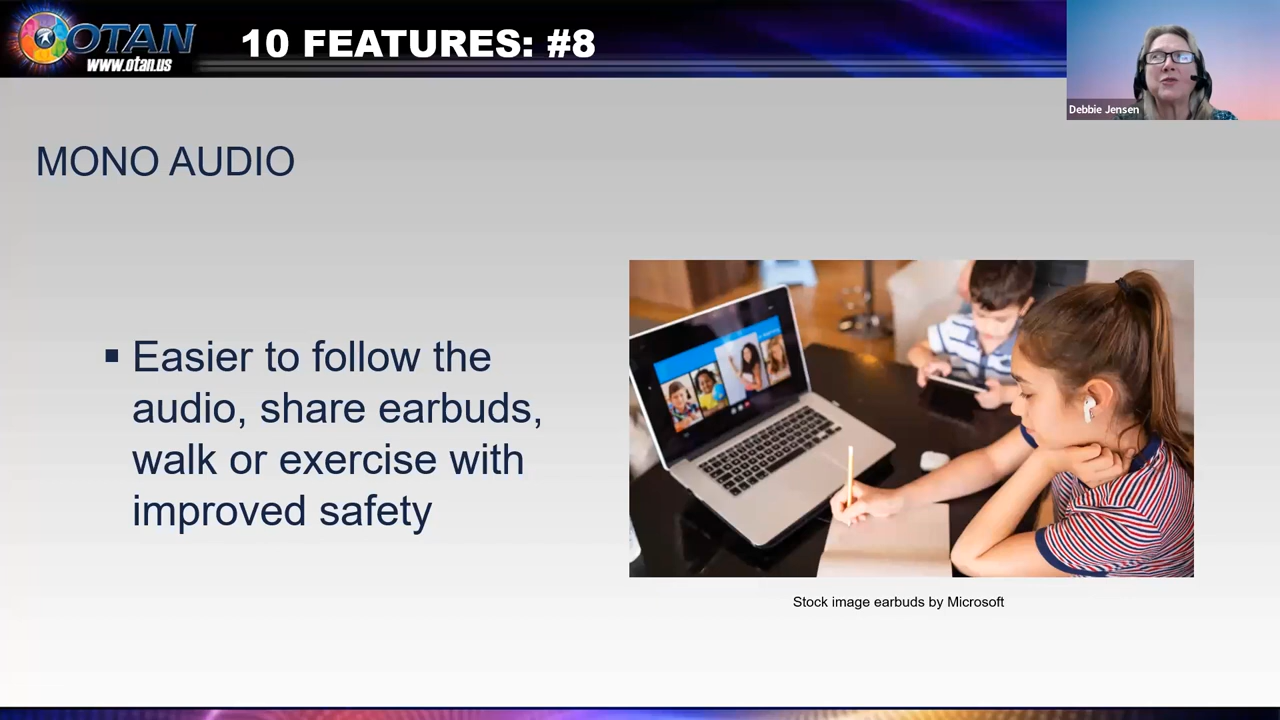 OTAN
www.otan.us
10 FEATURES: #8
Debbie Jensen
MONO AUDIO
▪ Easier to follow the
audio, share earbuds,
walk or exercise with
improved safety
Stock image earbuds by Microsoft